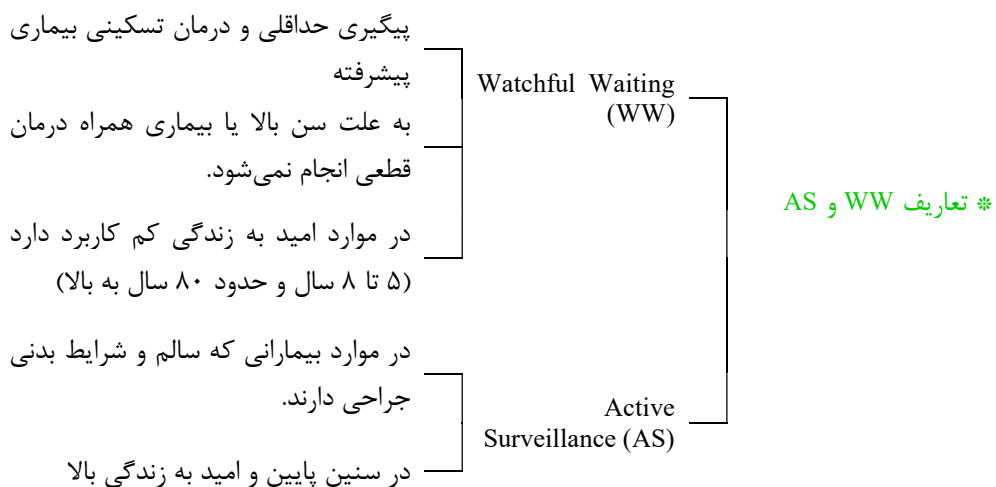 * تعاریف WW و AS
Watchful Waiting
(WW)
پیگیری حداقلی و درمان تسکینی بیماری
پیشرفته
به علت سن بالا یا بیماری همراه درمان
قطعی انجام نمی‌شود.
در موارد امید به زندگی کم کاربرد دارد
(۵ تا ۸ سال و حدود ۸۰ سال به بالا)
Active
Surveillance (AS)
در موارد بیمارانی که سالم و شرایط بدنی
جراحی دارند.
در سنین پایین و امید به زندگی بالا